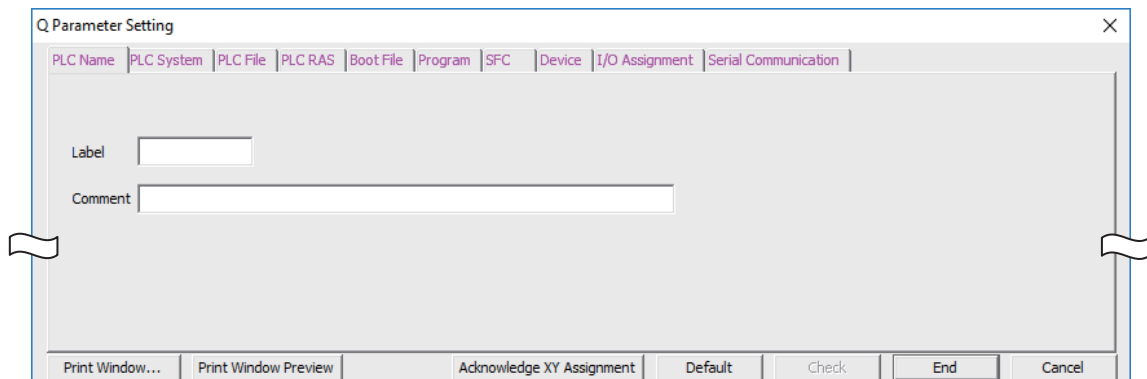 Q Parameter Setting
PLC Name PLC System PLC File PLC RAS Boot File Program SFC Device I/O Assignment Serial Communication
Label
Comment
Print Window... Print Window Preview Acknowledge XY Assignment Default Check End Cancel